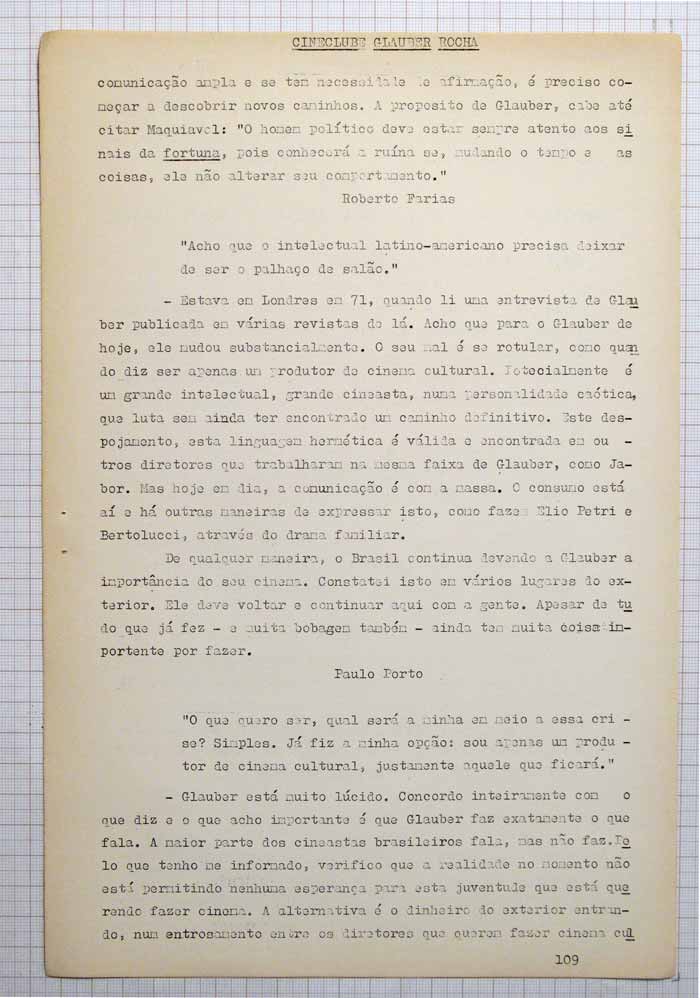 CINECLUBE GLAUBER ROCHA
comunicação ampla e se têm necessidade de afirmação, é preciso co-
meçar a descobrir novos caminhos. A proposito de Glauber, cabe até
citar Maquiavel: "O homem político deve estar sempre atento aos si
nais da fortuna, pois conhecerá a ruína se, mudando o tempo e as
coisas, ele não alterar seu comportamento."
Roberto Farias
"Acho que o intelectual latino-americano precisa deixar
de ser o palhaço de salão."
- Estava em Londres em 71, quando li uma entrevista de Glau
ber publicada em várias revistas de lá. Acho que para o Glauber de
hoje, ele mudou substancialmente. O seu mal é se rotular, como quan
do diz ser apenas um produtor de cinema cultural. Potecialmente é
um grande intelectual, grande cineasta, numa personalidade caótica,
que luta sem ainda ter encontrado um caminho definitivo. Este des-
pojamento, esta linguagem hermética é válida e encontrada em ou -
tros diretores que trabalharam na mesma faixa de Glauber, como Ja-
bor. Mas hoje em dia, a comunicação é com a massa. O consumo está
aí e há outras maneiras de expressar isto, como fazem Elio Petri e
Bertolucci, através do drama familiar.
De qualquer maneira, o Brasil continua devendo a Glauber a
importância do seu cinema. Constatei isto em vários lugares do ex-
terior. Ele deve voltar e continuar aqui com a gente. Apesar de tu
do que já fez - e muita bobagem também - ainda tem muita coisa im-
portente por fazer.
Paulo Porto
"O que quero ser, qual será a minha em meio a essa cri -
se? Simples. Já fiz a minha opção: sou apenas um produ -
tor de cinema cultural, justamente aquele que ficará."
- Glauber está muito lúcido. Concordo inteiramente com o
que diz e o que acho importante é que Glauber faz exatamente o que
fala. A maior parte dos cineastas brasileiros fala, mas não faz.Pe
lo que tenho me informado, verifico que a realidade no momento não
está permitindo nenhuma esperança para esta juventude que está que
rendo fazer cinema. A alternativa é o dinheiro do exterior entran-
do, num entrosamento entre os diretores que querem fazer cinema cul
109